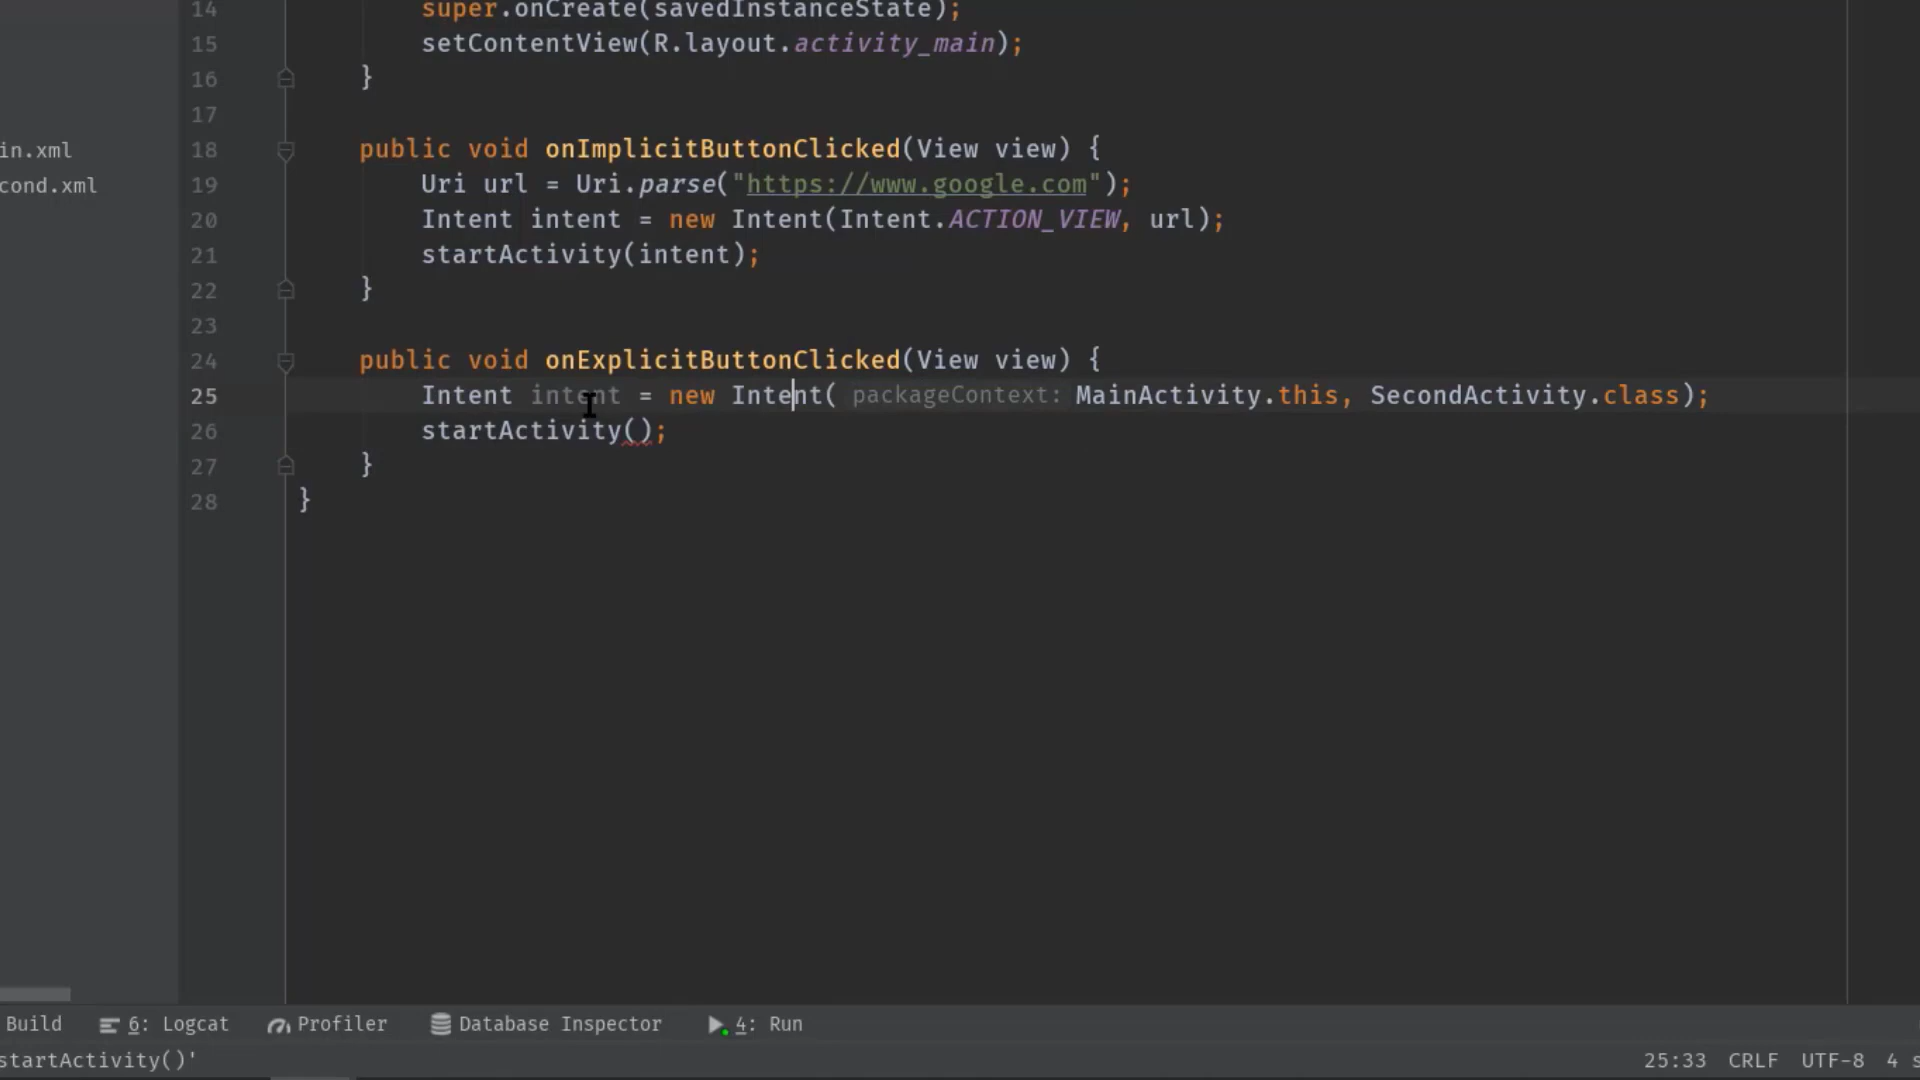 14 super.onCreate(savedInstanceState);
15 setContentView(R.layout.activity_main);
16 }
17
in.xml
18 public void onImplicitButtonClicked(View view) {
cond.xml
19 Uri url = Uri.parse("https://www.google.com");
20 Intent intent = new Intent(Intent.ACTION_VIEW, url);
21 startActivity(intent);
22 }
23
24 public void onExplicitButtonClicked(View view) {
25 Intent intent = new Intent( packageContext: MainActivity.this, SecondActivity.class);
26 startActivity();
27 }
28 }
Build 6: Logcat Profiler Database Inspector 4: Run
startActivity()' 25:33 CRLF UTF-8 4 s